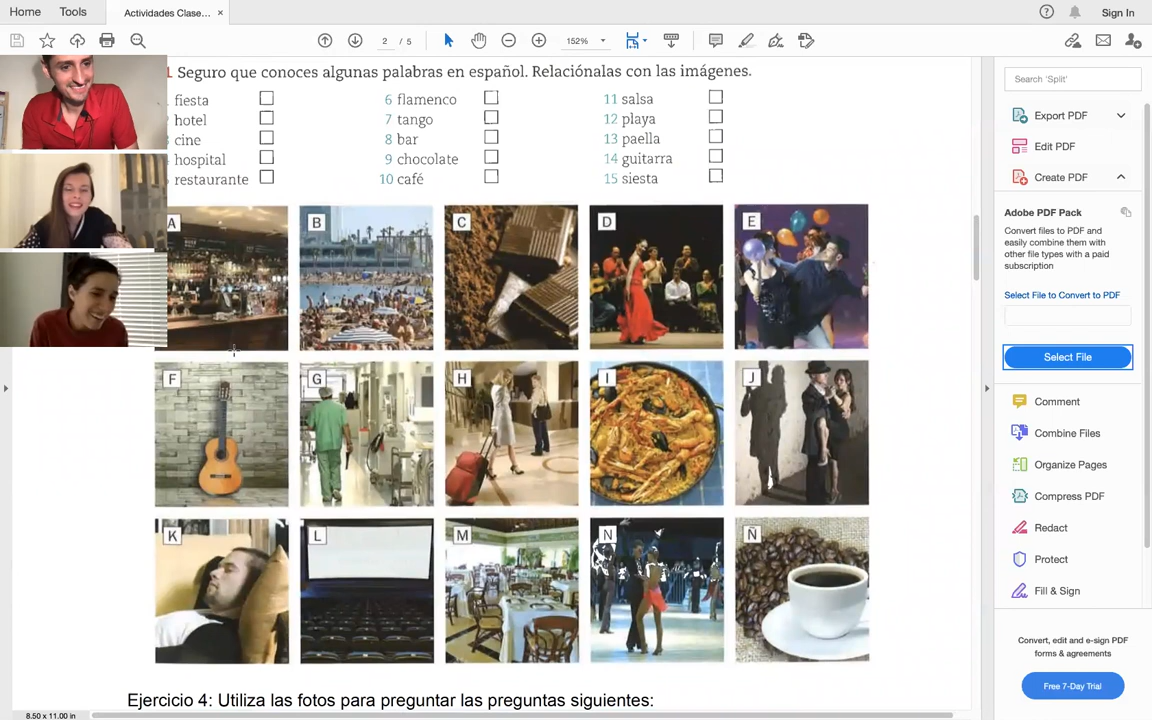 Home
Tools
Actividades Clase... ×
Sign In
2 / 5
152%
1 Seguro que conoces algunas palabras en español. Relaciónalas con las imágenes.
fiesta
6 flamenco
11 salsa
hotel
7 tango
12 playa
cine
8 bar
13 paella
hospital
9 chocolate
14 guitarra
restaurante
10 café
15 siesta
A
B
C
D
E
F
G
H
I
J
K
L
M
N
Ñ
Ejercicio 4: Utiliza las fotos para preguntar las preguntas siguientes:
8.50 x 11.00 in
Search 'Split'
Export PDF
Edit PDF
Create PDF
Adobe PDF Pack
Convert files to PDF and
easily combine them with
other file types with a paid
subscription
Select File to Convert to PDF
Select File
Comment
Combine Files
Organize Pages
Compress PDF
Redact
Protect
Fill & Sign
Convert, edit and e-sign PDF
forms & agreements
Free 7-Day Trial